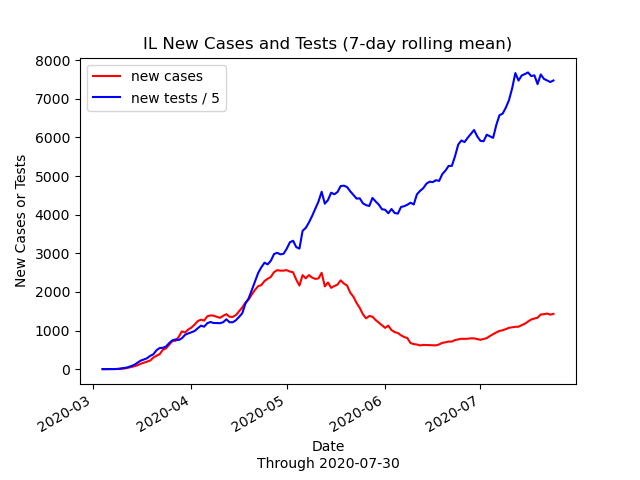 IL New Cases and Tests (7-day rolling mean)
new cases
new tests / 5
8000
7000
6000
5000
4000
3000
2000
1000
0
New Cases or Tests
2020-03
2020-04
2020-05
2020-06
2020-07
Date
Through 2020-07-30